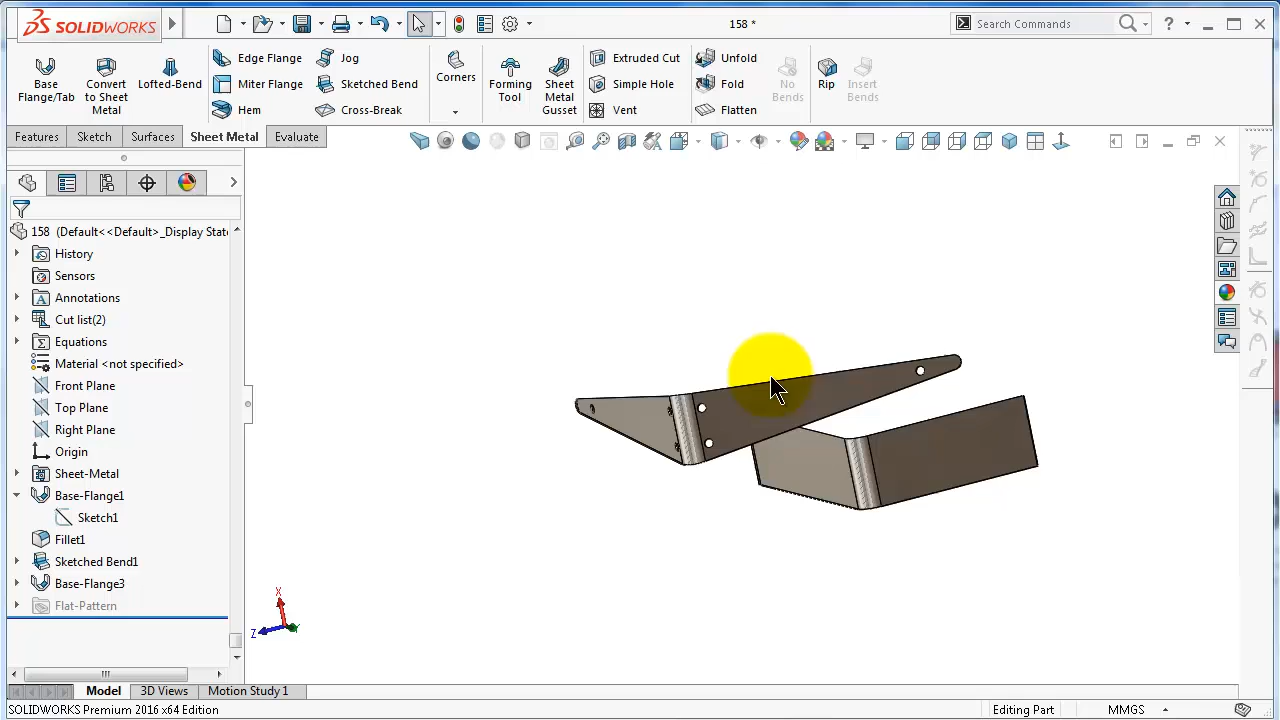 SOLIDWORKS
158 *
Search Commands
?
Base Flange/Tab
Convert to Sheet Metal
Lofted-Bend
Edge Flange
Miter Flange
Hem
Jog
Sketched Bend
Cross-Break
Corners
Forming Tool
Sheet Metal Gusset
Extruded Cut
Simple Hole
Vent
Unfold
Fold
Flatten
No Bends
Rip
Insert Bends
Features
Sketch
Surfaces
Sheet Metal
Evaluate
158 (Default<<Default>_Display State
History
Sensors
Annotations
Cut list(2)
Equations
Material <not specified>
Front Plane
Top Plane
Right Plane
Origin
Sheet-Metal
Base-Flange1
Sketch1
Fillet1
Sketched Bend1
Base-Flange3
Flat-Pattern
X
Z
Y
Model
3D Views
Motion Study 1
SOLIDWORKS Premium 2016 x64 Edition
Editing Part
MMGS